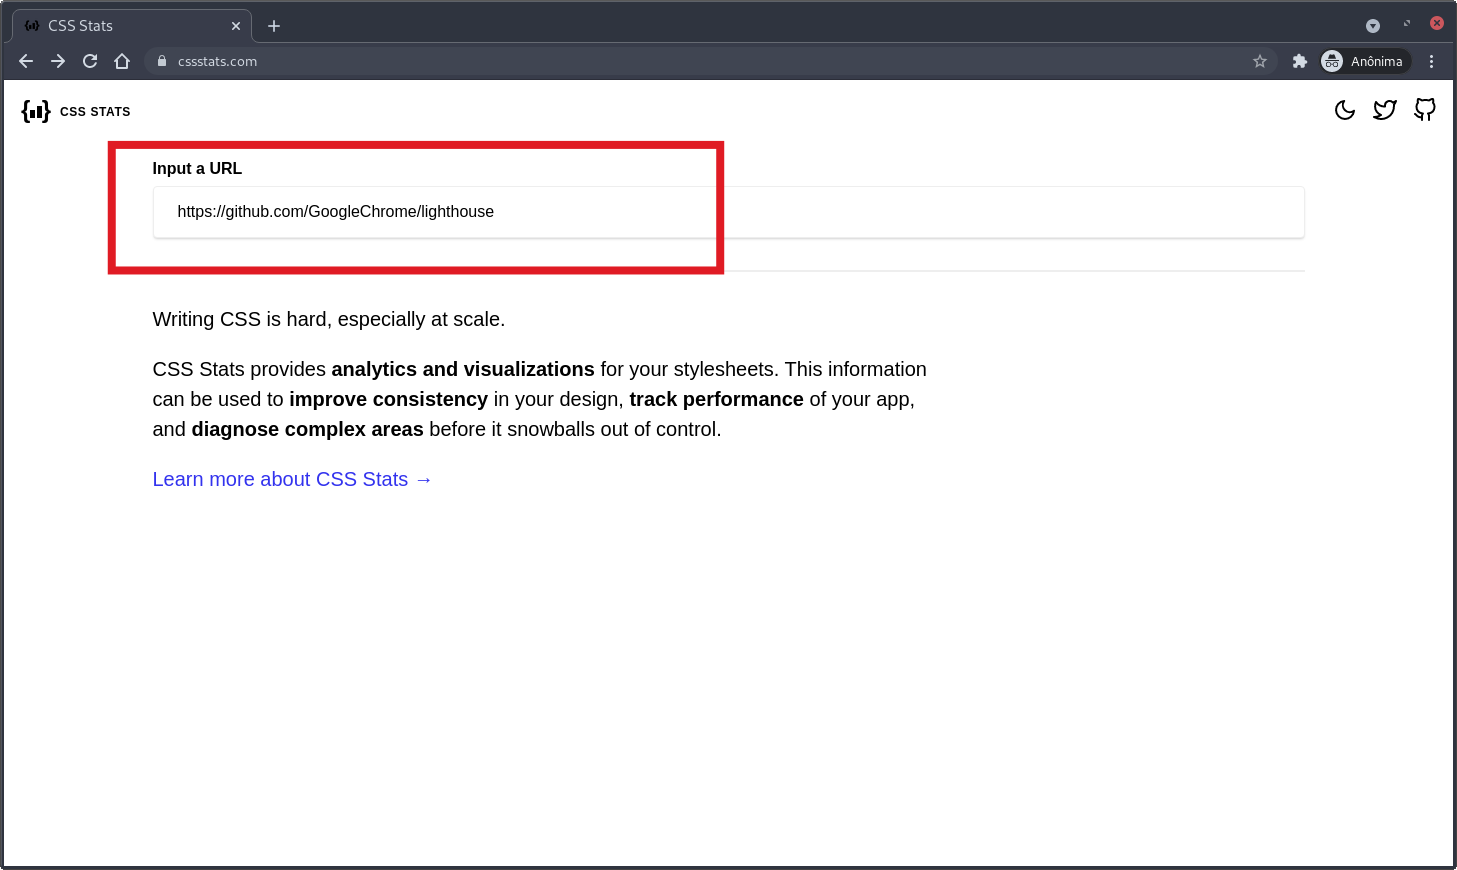 CSS Stats
cssstats.com
Anônima
CSS STATS
Input a URL
https://github.com/GoogleChrome/lighthouse
Writing CSS is hard, especially at scale.
CSS Stats provides analytics and visualizations for your stylesheets. This information
can be used to improve consistency in your design, track performance of your app,
and diagnose complex areas before it snowballs out of control.
Learn more about CSS Stats →